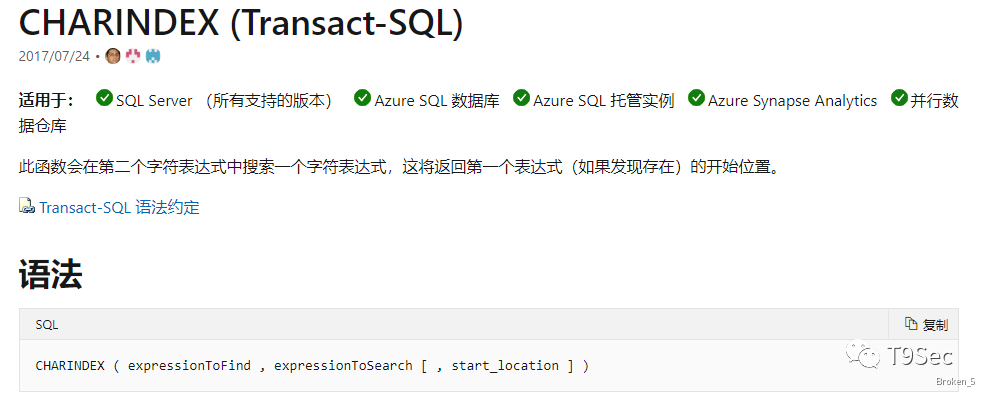 CHARINDEX (Transact-SQL)
2017/07/24 •
适用于： SQL Server （所有支持的版本） Azure SQL 数据库 Azure SQL 托管实例 Azure Synapse Analytics 并行数
据仓库
此函数会在第二个字符表达式中搜索一个字符表达式，这将返回第一个表达式（如果发现存在）的开始位置。
Transact-SQL 语法约定
语法
SQL 复制
CHARINDEX ( expressionToFind , expressionToSearch [ , start_location ] )
T9Sec
Broken_5